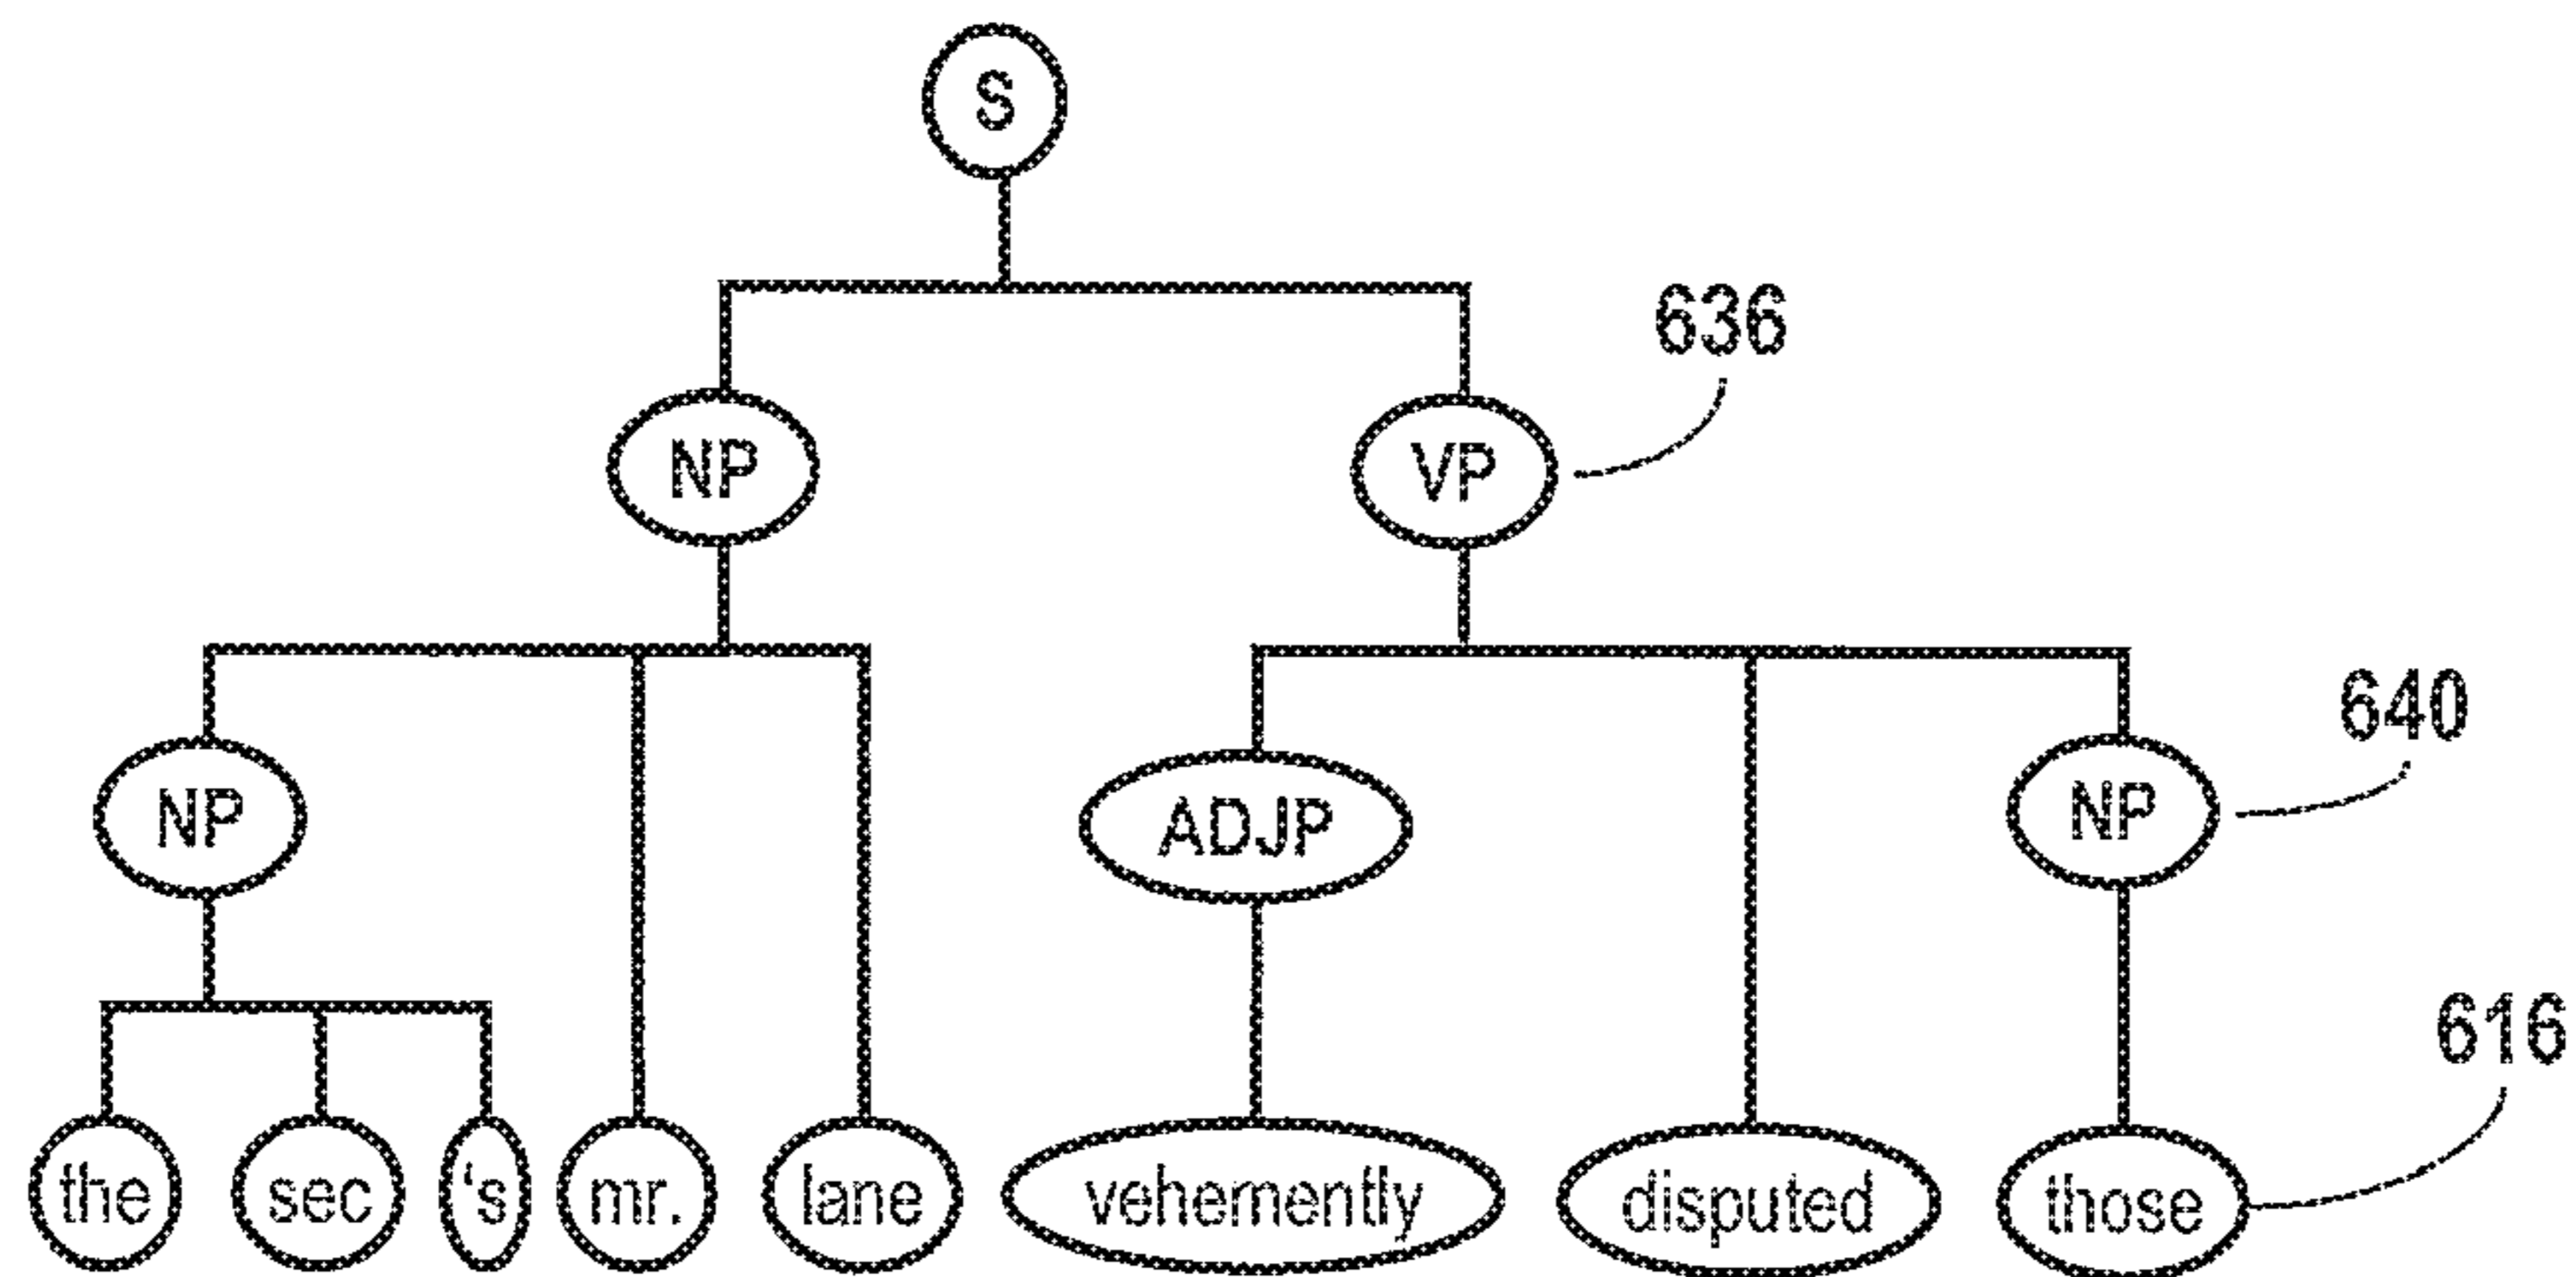 S
636
NP VP
640
NP ADJP NP
616
the sec 's mr. lane vehemently disputed those